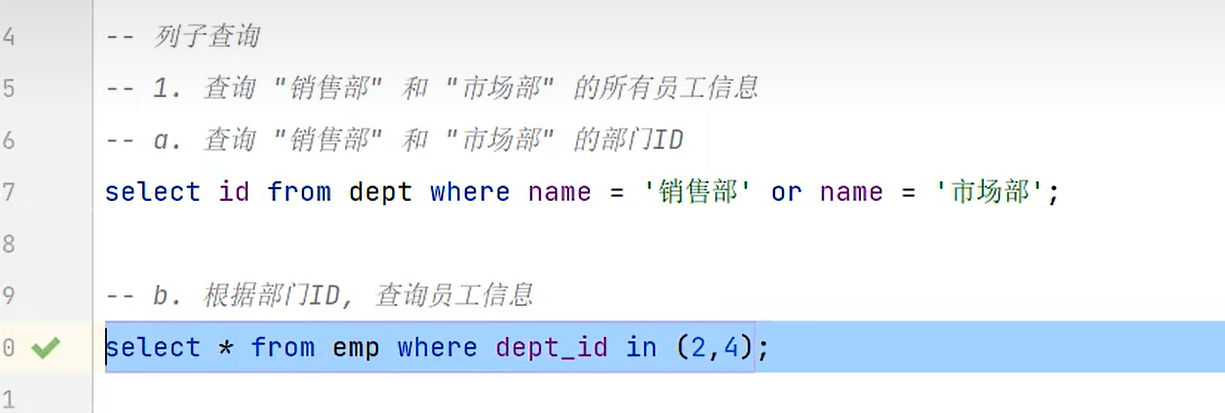 4 -- 列子查询
5 -- 1. 查询 "销售部" 和 "市场部" 的所有员工信息
6 -- a. 查询 "销售部" 和 "市场部" 的部门ID
7 select id from dept where name = '销售部' or name = '市场部';
8
9 -- b. 根据部门ID, 查询员工信息
0 select * from emp where dept_id in (2,4);
1